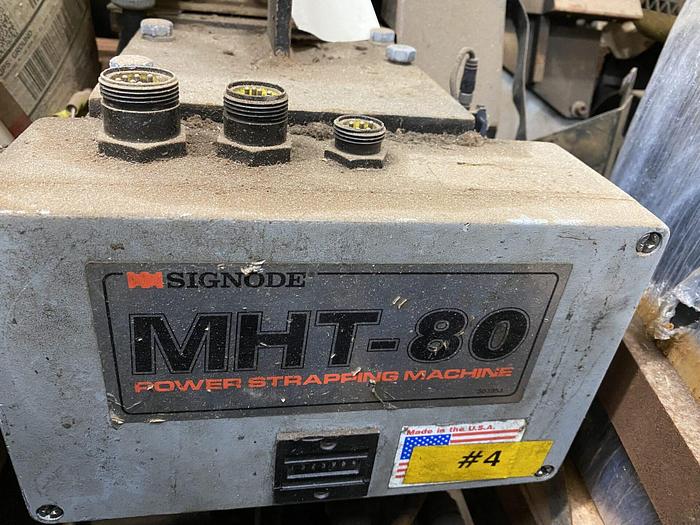 SIGNODE
MHT-80
POWER STRAPPING MACHINE
Made in the U.S.A.
#4